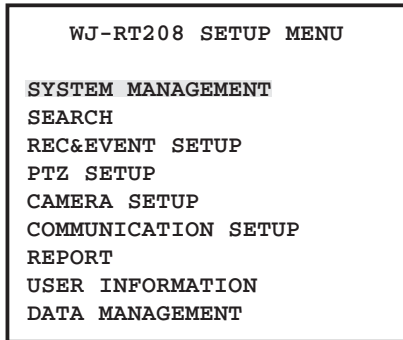 WJ-RT208 SETUP MENU
SYSTEM MANAGEMENT
SEARCH
REC&EVENT SETUP
PTZ SETUP
CAMERA SETUP
COMMUNICATION SETUP
REPORT
USER INFORMATION
DATA MANAGEMENT